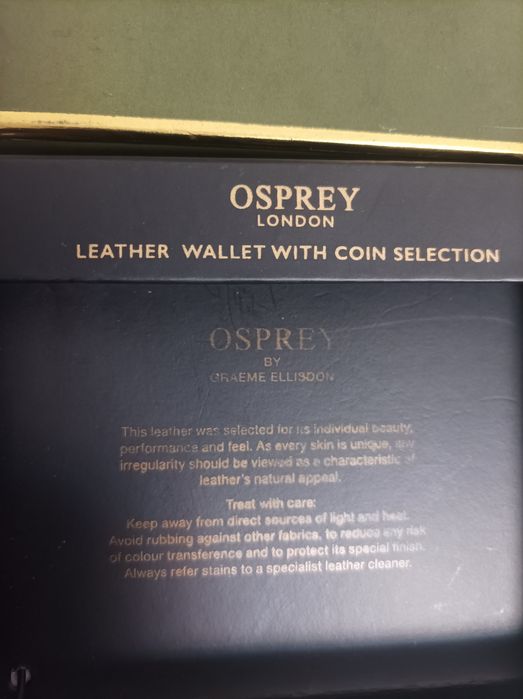 OSPREY
LONDON
LEATHER WALLET WITH COIN SELECTION
OSPREY
BY
GRAEME ELLISDON
This leather was selected for its individual beauty,
performance and feel. As every skin is unique, any
irregularity should be viewed as a characteristic of
leather's natural appeal.
Treat with care:
Keep away from direct sources of light and heat.
Avoid rubbing against other fabrics, to reduce any risk
of colour transference and to protect its special finish.
Always refer stains to a specialist leather cleaner.